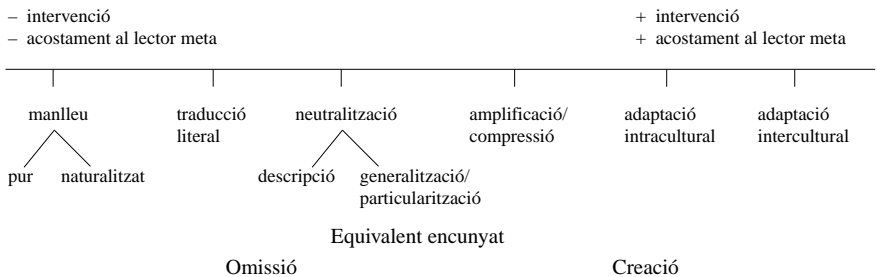 – intervenció
– acostament al lector meta
+ intervenció
+ acostament al lector meta
manlleu
traducció
literal
neutralització
amplificació/
compressió
adaptació
intracultural
adaptació
intercultural
pur
naturalitzat
descripció
generalització/
particularització
Equivalent encunyat
Omissió
Creació